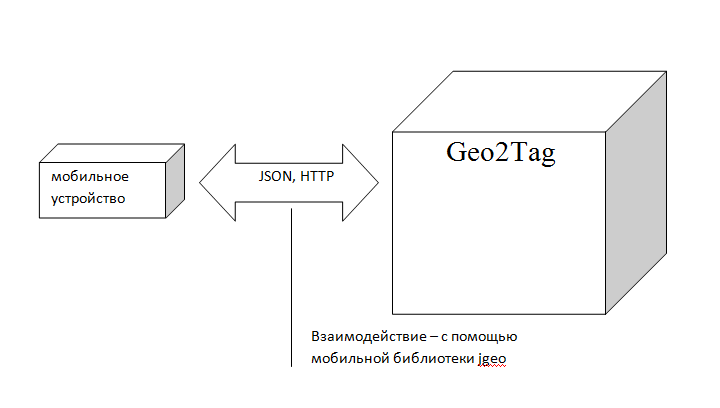 Geo2Tag
мобильное
устройство
JSON, HTTP
Взаимодействие – с помощью
мобильной библиотеки jgeo